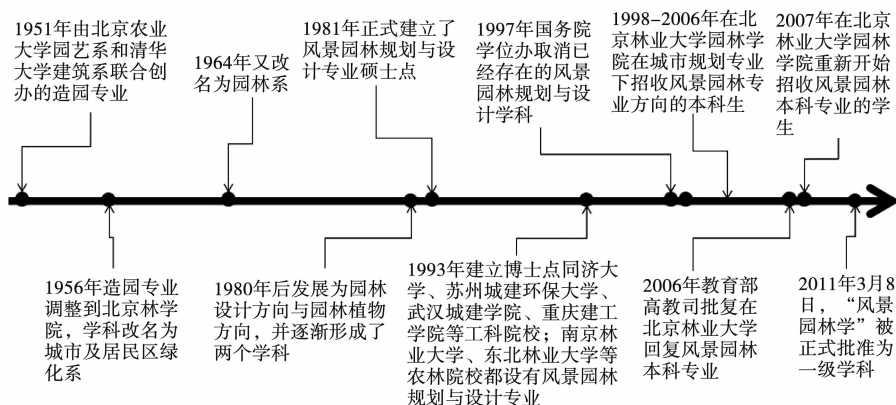 1951年由北京农业
大学园艺系和清华
大学建筑系联合创
办的造园专业
1964年又改
名为园林系
1981年正式建立了
风景园林规划与设
计专业硕士点
1997年国务院
学位办取消已
经存在的风景
园林规划与设
计学科
1998-2006年在北
京林业大学园林学
院在城市规划专业
下招收风景园林专
业方向的本科生
2007年在北京
林业大学园林
学院重新开始
招收风景园林
本科专业的学
生
1956年造园专业
调整到北京林学
院，学科改名为
城市及居民区绿
化系
1980年后发展为园林
设计方向与园林植物
方向，并逐渐形成了
两个学科
1993年建立博士点同济大
学、苏州城建环保大学、
武汉城建学院、重庆建工
学院等工科院校；南京林
业大学、东北林业大学等
农林院校都设有风景园林
规划与设计专业
2006年教育部
高教司批复在
北京林业大学
回复风景园林
本科专业
2011年3月8
日，“风景
园林学”被
正式批准为
一级学科